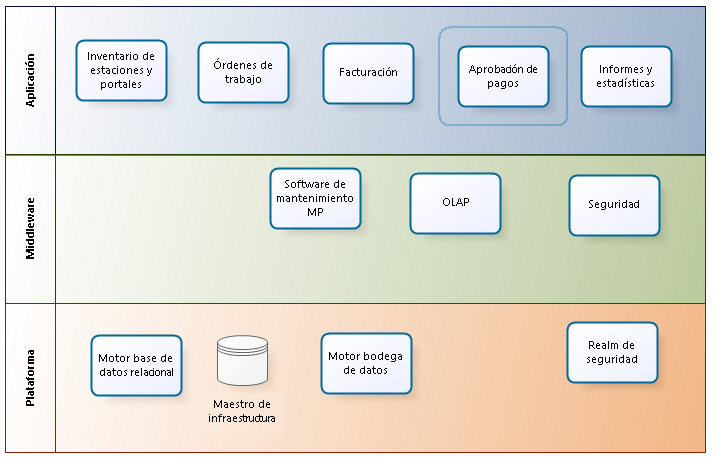 Aplicación
Inventario de
estaciones y
portales
Órdenes de
trabajo
Facturación
Aprobación de
pagos
Informes y
estadísticas
Middleware
Software de
mantenimiento
MP
OLAP
Seguridad
Plataforma
Motor base de
datos relacional
Maestro de
infraestructura
Motor bodega
de datos
Realm de
seguridad